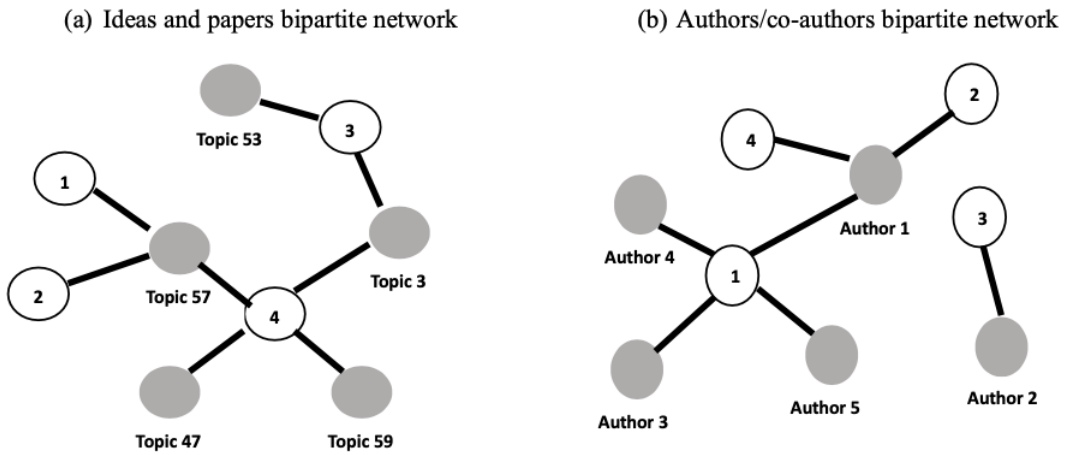 (a) Ideas and papers bipartite network
Topic 53
3
1
Topic 3
2
Topic 57
4
Topic 47
Topic 59
(b) Authors/co-authors bipartite network
2
4
Author 1
3
Author 4
1
Author 5
Author 2
Author 3